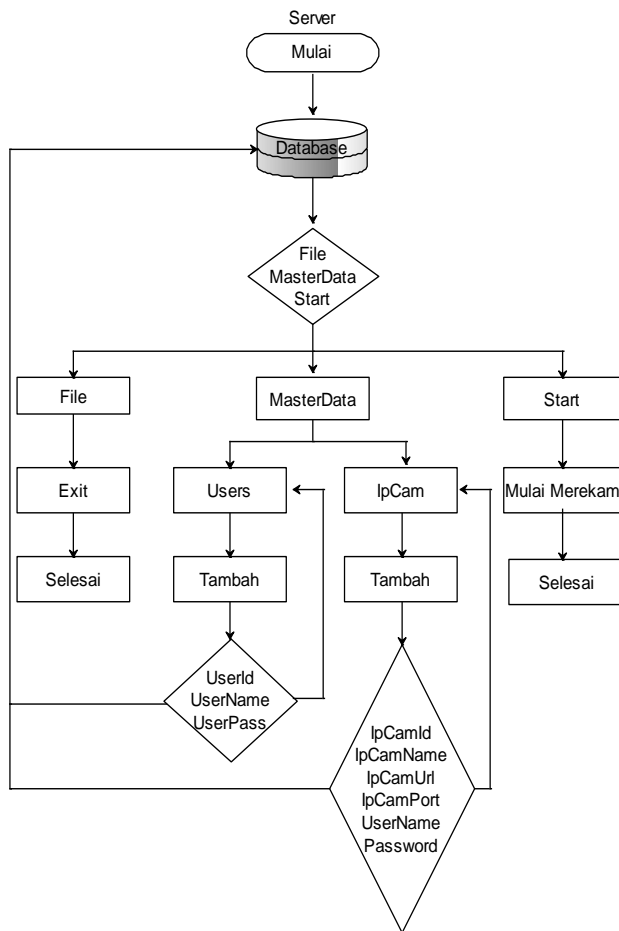 Server
Mulai
Database
File
MasterData
Start
File
MasterData
Start
Exit
Users
IpCam
Mulai Merekam
Selesai
Tambah
Tambah
Selesai
UserId
UserName
UserPass
IpCamId
IpCamName
IpCamUrl
IpCamPort
UserName
Password